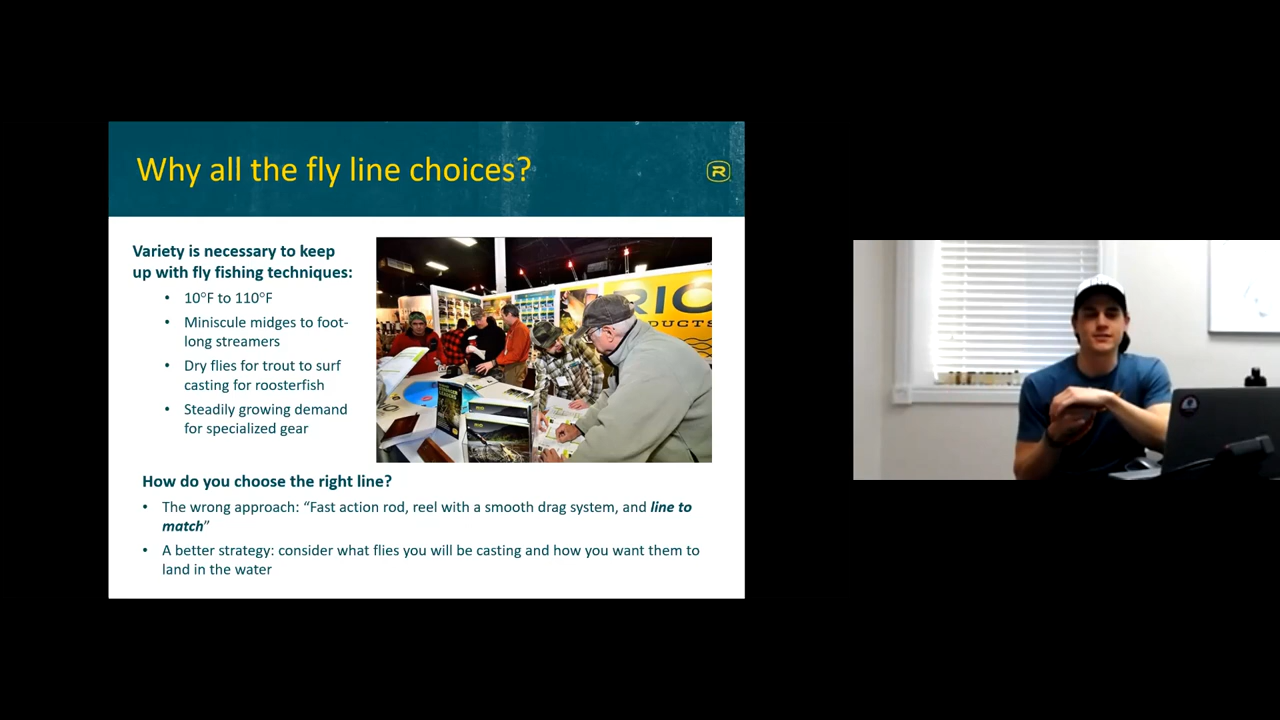 Why all the fly line choices?
R
Variety is necessary to keep
up with fly fishing techniques:
• 10°F to 110°F
• Miniscule midges to foot-
long streamers
• Dry flies for trout to surf
casting for roosterfish
• Steadily growing demand
for specialized gear
RIO
PRODUCTS
How do you choose the right line?
• The wrong approach: “Fast action rod, reel with a smooth drag system, and line to
match”
• A better strategy: consider what flies you will be casting and how you want them to
land in the water